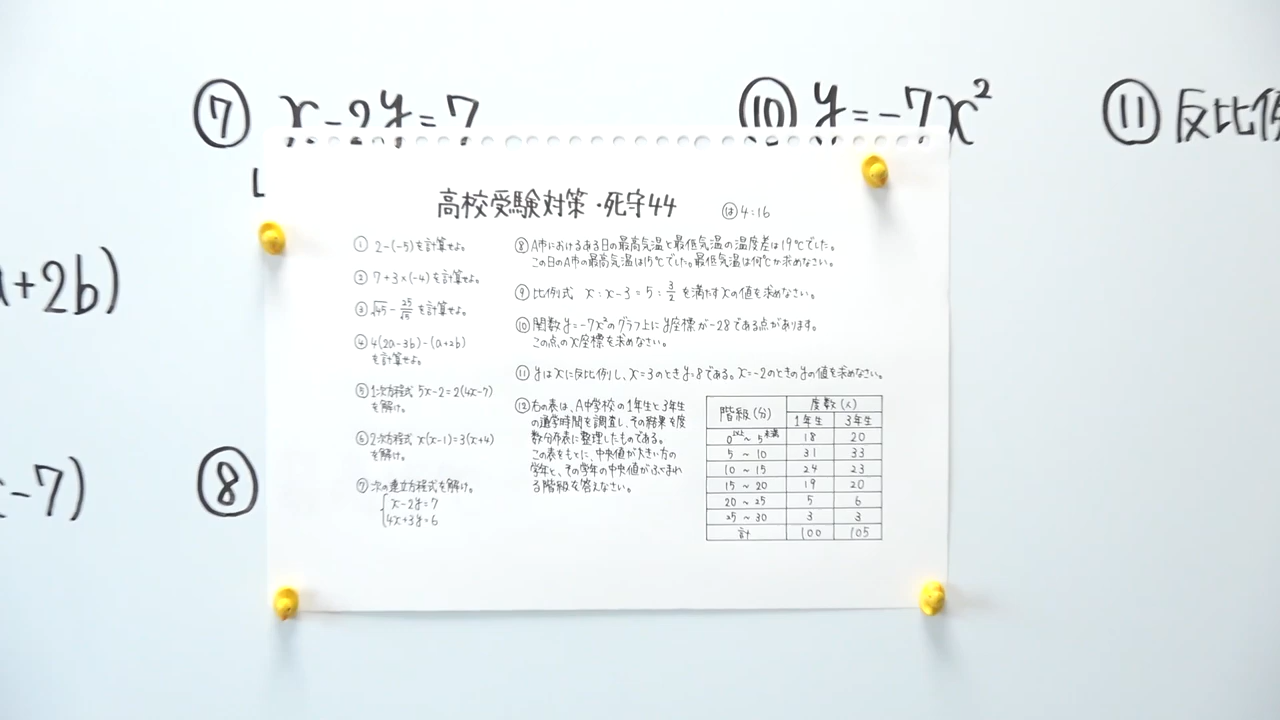 ⑦ x-2y=7
⑩ y=-7x²
⑪ 反比例
a+2b)
-7)
⑧
高校受験対策・死守44
㋩ 4:16
① 2-(-5)を計算せよ。
② 7+3×(-4)を計算せよ。
③ √45 - 25/√5 を計算せよ。
④ 4(2a-3b)-(a+2b)
を計算せよ。
⑤ 1次方程式 5x-2=2(4x-7)
を解け。
⑥ 2次方程式 x(x-1)=3(x+4)
を解け。
⑦ 次の連立方程式を解け。
x-2y=7
4x+3y=6
⑧ A市におけるある日の最高気温と最低気温の温度差は19℃でした。
この日のA市の最高気温は15℃でした。最低気温は何℃か求めなさい。
⑨ 比例式 x:x-3=5:3/2 を満たすxの値を求めなさい。
⑩ 関数y=-7x²のグラフ上にy座標が-28である点があります。
この点のx座標を求めなさい。
⑪ yはxに反比例し、x=3のときy=8である。x=-2のときのyの値を求めなさい。
⑫ 右の表は、A中学校の1年生と3年生
の通学時間を調査し、その結果を度
数分布表に整理したものである。
この表をもとに、中央値が大きい方の
学年と、その学年の中央値がふくまれ
る階級を答えなさい。
階級(分) 度数(人)
1年生 3年生
0以上~5未満 18 20
5 ~ 10 31 33
10 ~ 15 24 23
15 ~ 20 19 20
20 ~ 25 5 6
25 ~ 30 3 3
計 100 105